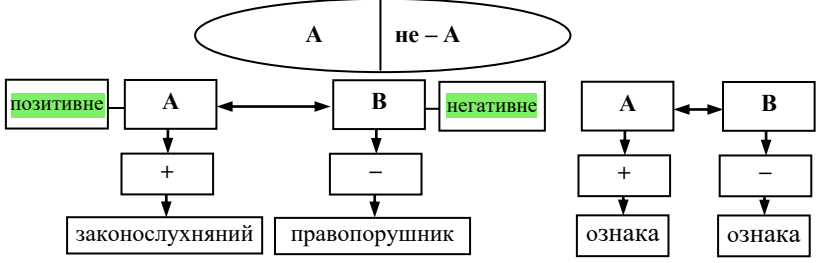 А не – А
позитивне А В негативне А В
+ – + –
законослухняний правопорушник ознака ознака